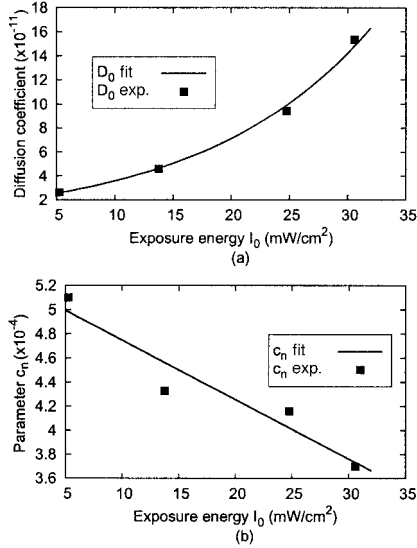 Diffusion coefficient (x10⁻¹¹)
18
16
14
12
10
8
6
4
2
D₀ fit
D₀ exp.
5 10 15 20 25 30 35
Exposure energy I₀ (mW/cm²)
(a)
Parameter cₙ (x10⁻⁴)
5.2
5
4.8
4.6
4.4
4.2
4
3.8
3.6
cₙ fit
cₙ exp.
5 10 15 20 25 30 35
Exposure energy I₀ (mW/cm²)
(b)